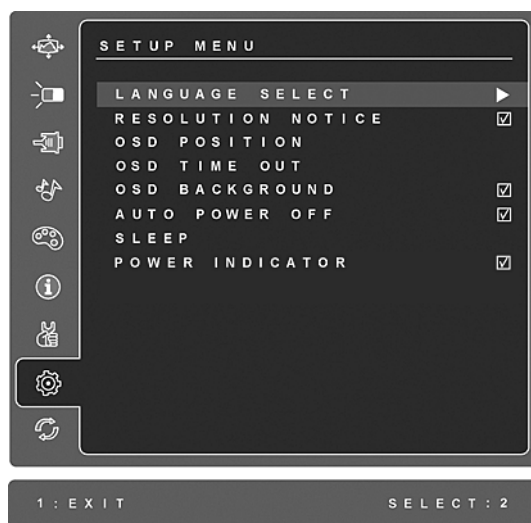 SETUP MENU
LANGUAGE SELECT
RESOLUTION NOTICE
OSD POSITION
OSD TIME OUT
OSD BACKGROUND
AUTO POWER OFF
SLEEP
POWER INDICATOR
1:EXIT SELECT:2